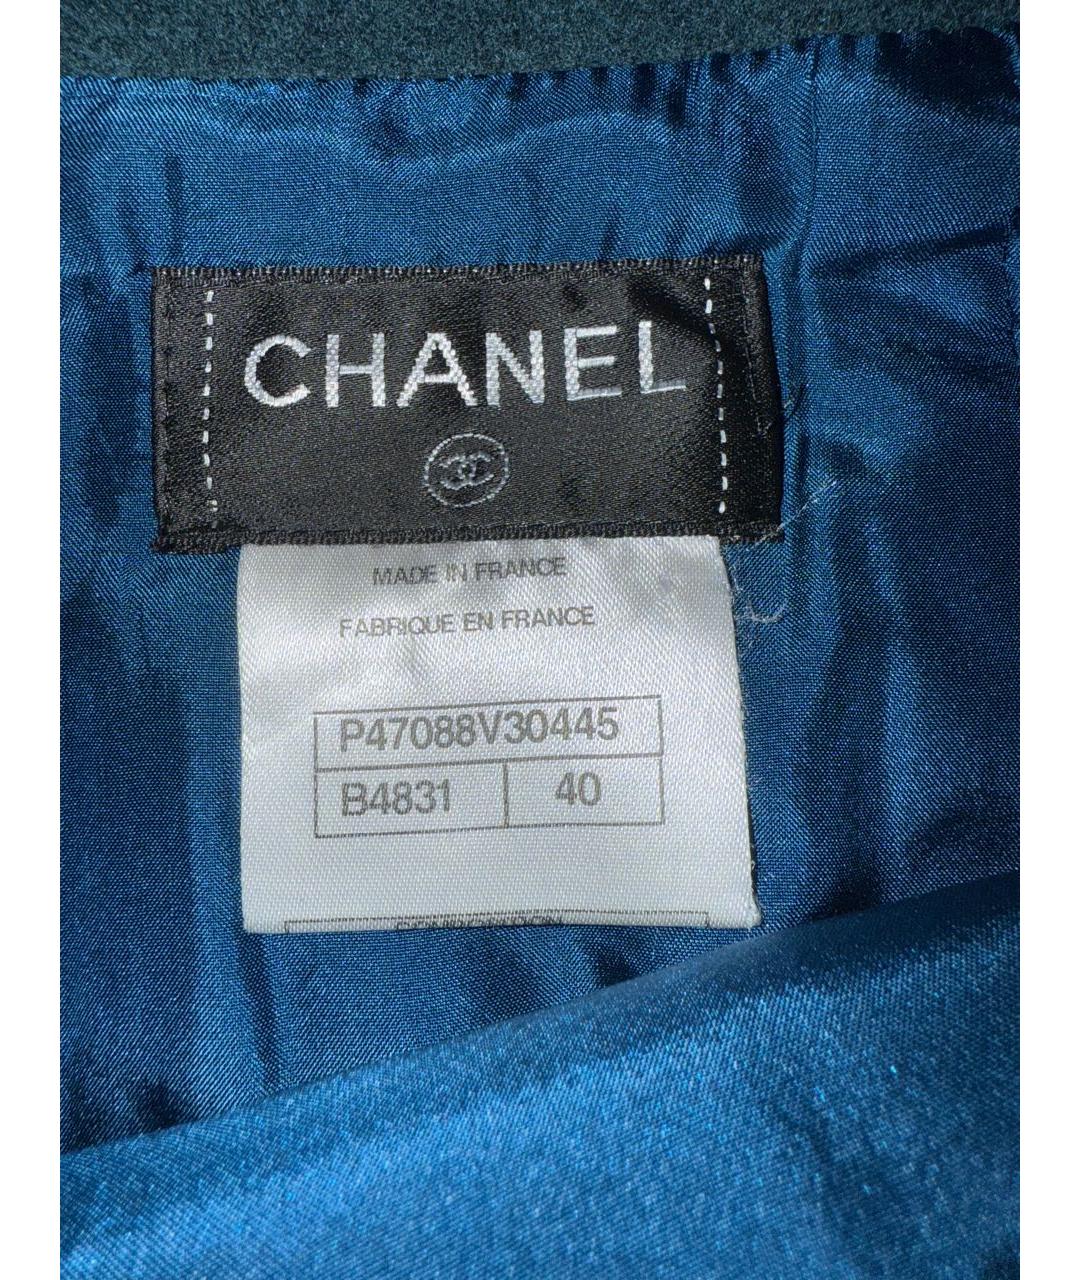 CHANEL
MADE IN FRANCE
FABRIQUE EN FRANCE
P47088V30445
B4831 40